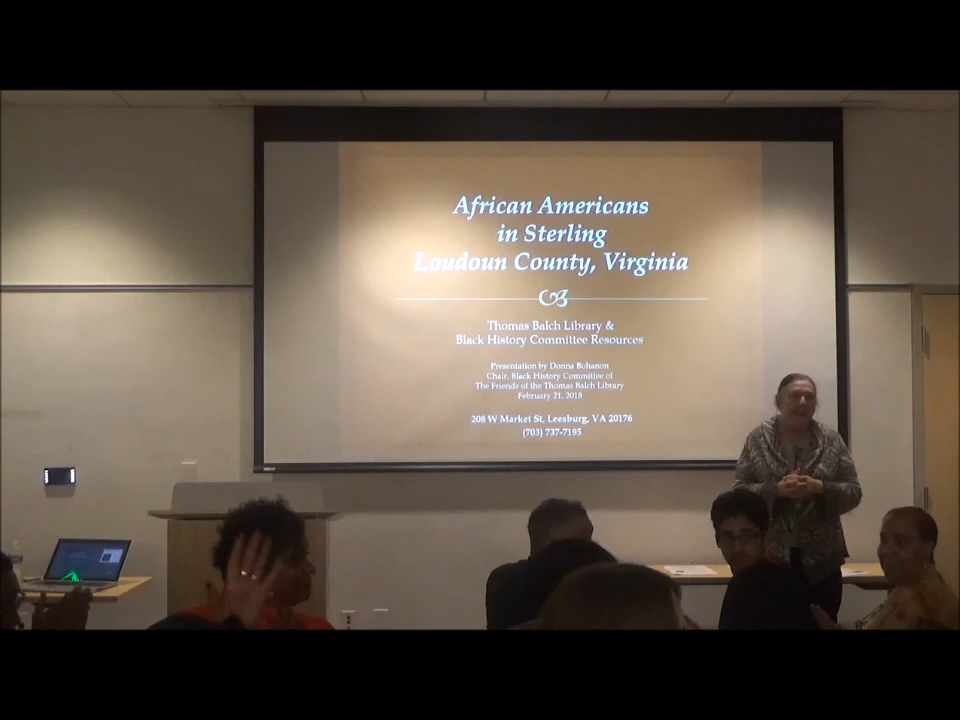 African Americans
in Sterling
Loudoun County, Virginia
Thomas Balch Library &
Black History Committee Resources
Presentation by Donna Bohanon
Chair, Black History Committee of
The Friends of the Thomas Balch Library
February 21, 2018
208 W Market St, Leesburg, VA 20176
(703) 737-7195